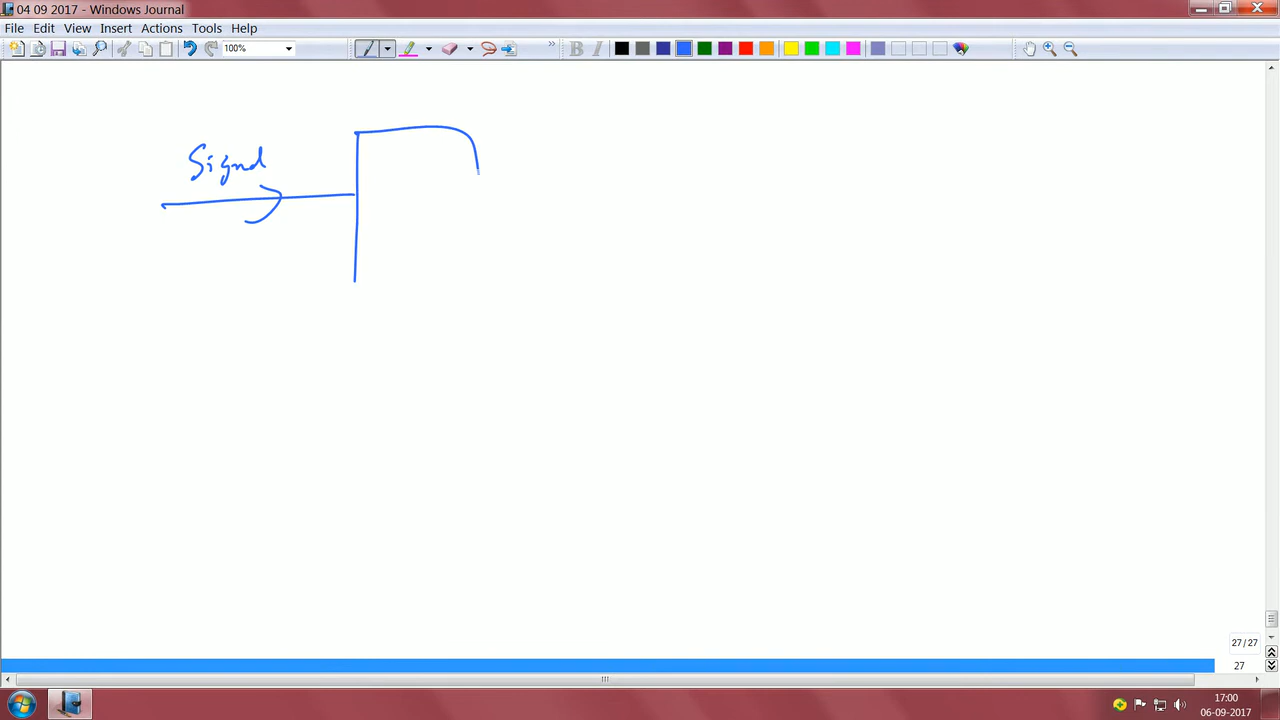 04 09 2017 - Windows Journal
File Edit View Insert Actions Tools Help
100%
B I
Signal
27 / 27
27
17:00
06-09-2017